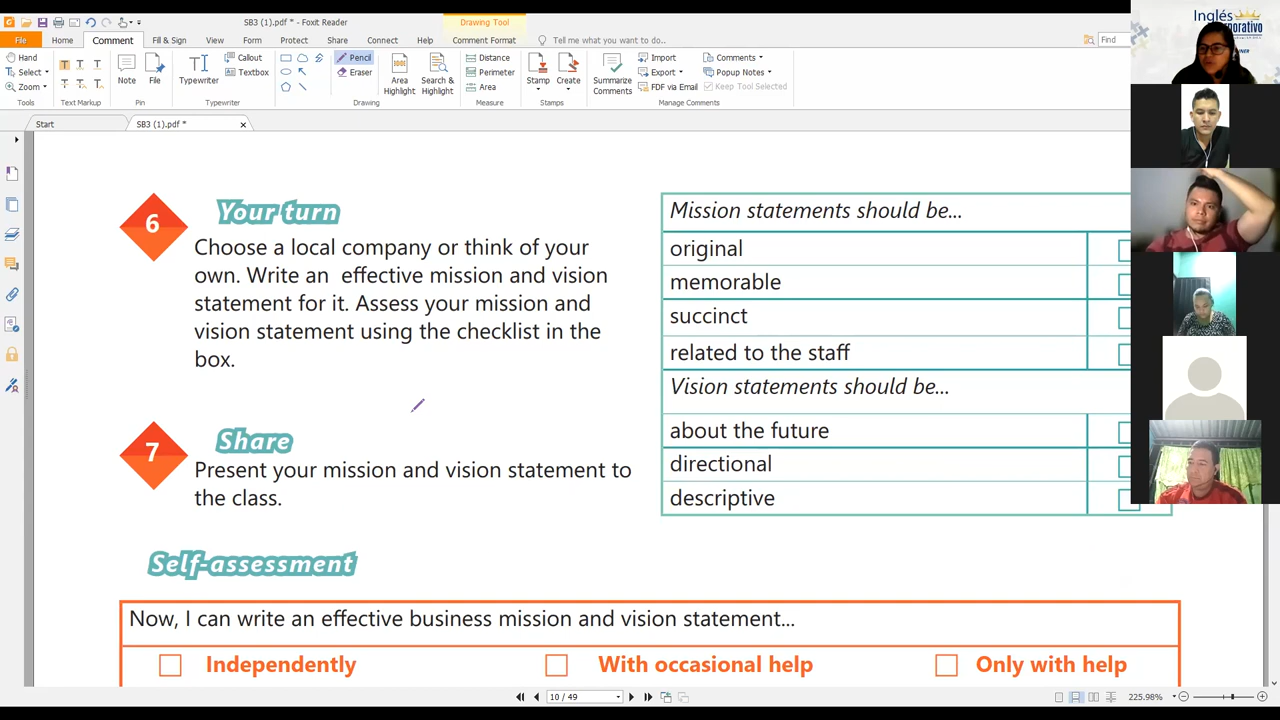 SB3 (1).pdf * - Foxit Reader
Drawing Tool
File Home Comment Fill & Sign View Form Protect Share Connect Help Comment Format Tell me what you want to do... Find
Hand
Select
Zoom
Tools
Text Markup
Note
File
Pin
Typewriter
Callout
Textbox
Typewriter
Pencil
Eraser
Drawing
Area Highlight
Search & Highlight
Distance
Perimeter
Area
Measure
Stamp
Create
Stamps
Summarize Comments
Import
Export
FDF via Email
Comments
Popup Notes
Keep Tool Selected
Manage Comments
Start
SB3 (1).pdf *
Inglés
6
Your turn
Choose a local company or think of your
own. Write an effective mission and vision
statement for it. Assess your mission and
vision statement using the checklist in the
box.
7
Share
Present your mission and vision statement to
the class.
Mission statements should be...
original
memorable
succinct
related to the staff
Vision statements should be...
about the future
directional
descriptive
Self-assessment
Now, I can write an effective business mission and vision statement...
Independently
With occasional help
Only with help
10 / 49
225.98%